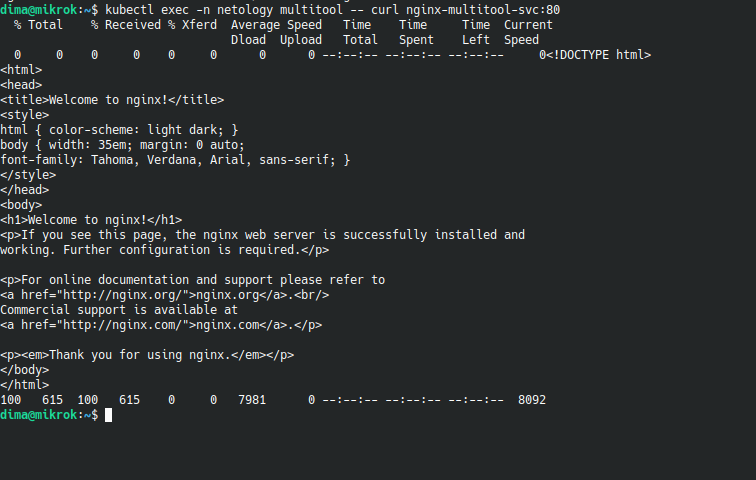 dima@mikrok:~$ kubectl exec -n netology multitool -- curl nginx-multitool-svc:80
  % Total    % Received % Xferd  Average Speed   Time    Time     Time  Current
                                 Dload  Upload   Total   Spent    Left  Speed
  0     0    0     0    0     0      0      0 --:--:-- --:--:-- --:--:--     0<!DOCTYPE html>
<html>
<head>
<title>Welcome to nginx!</title>
<style>
html { color-scheme: light dark; }
body { width: 35em; margin: 0 auto;
font-family: Tahoma, Verdana, Arial, sans-serif; }
</style>
</head>
<body>
<h1>Welcome to nginx!</h1>
<p>If you see this page, the nginx web server is successfully installed and
working. Further configuration is required.</p>

<p>For online documentation and support please refer to
<a href="http://nginx.org/">nginx.org</a>.<br/>
Commercial support is available at
<a href="http://nginx.com/">nginx.com</a>.</p>

<p><em>Thank you for using nginx.</em></p>
</body>
</html>
100   615  100   615    0     0   7981      0 --:--:-- --:--:-- --:--:--  8092
dima@mikrok:~$